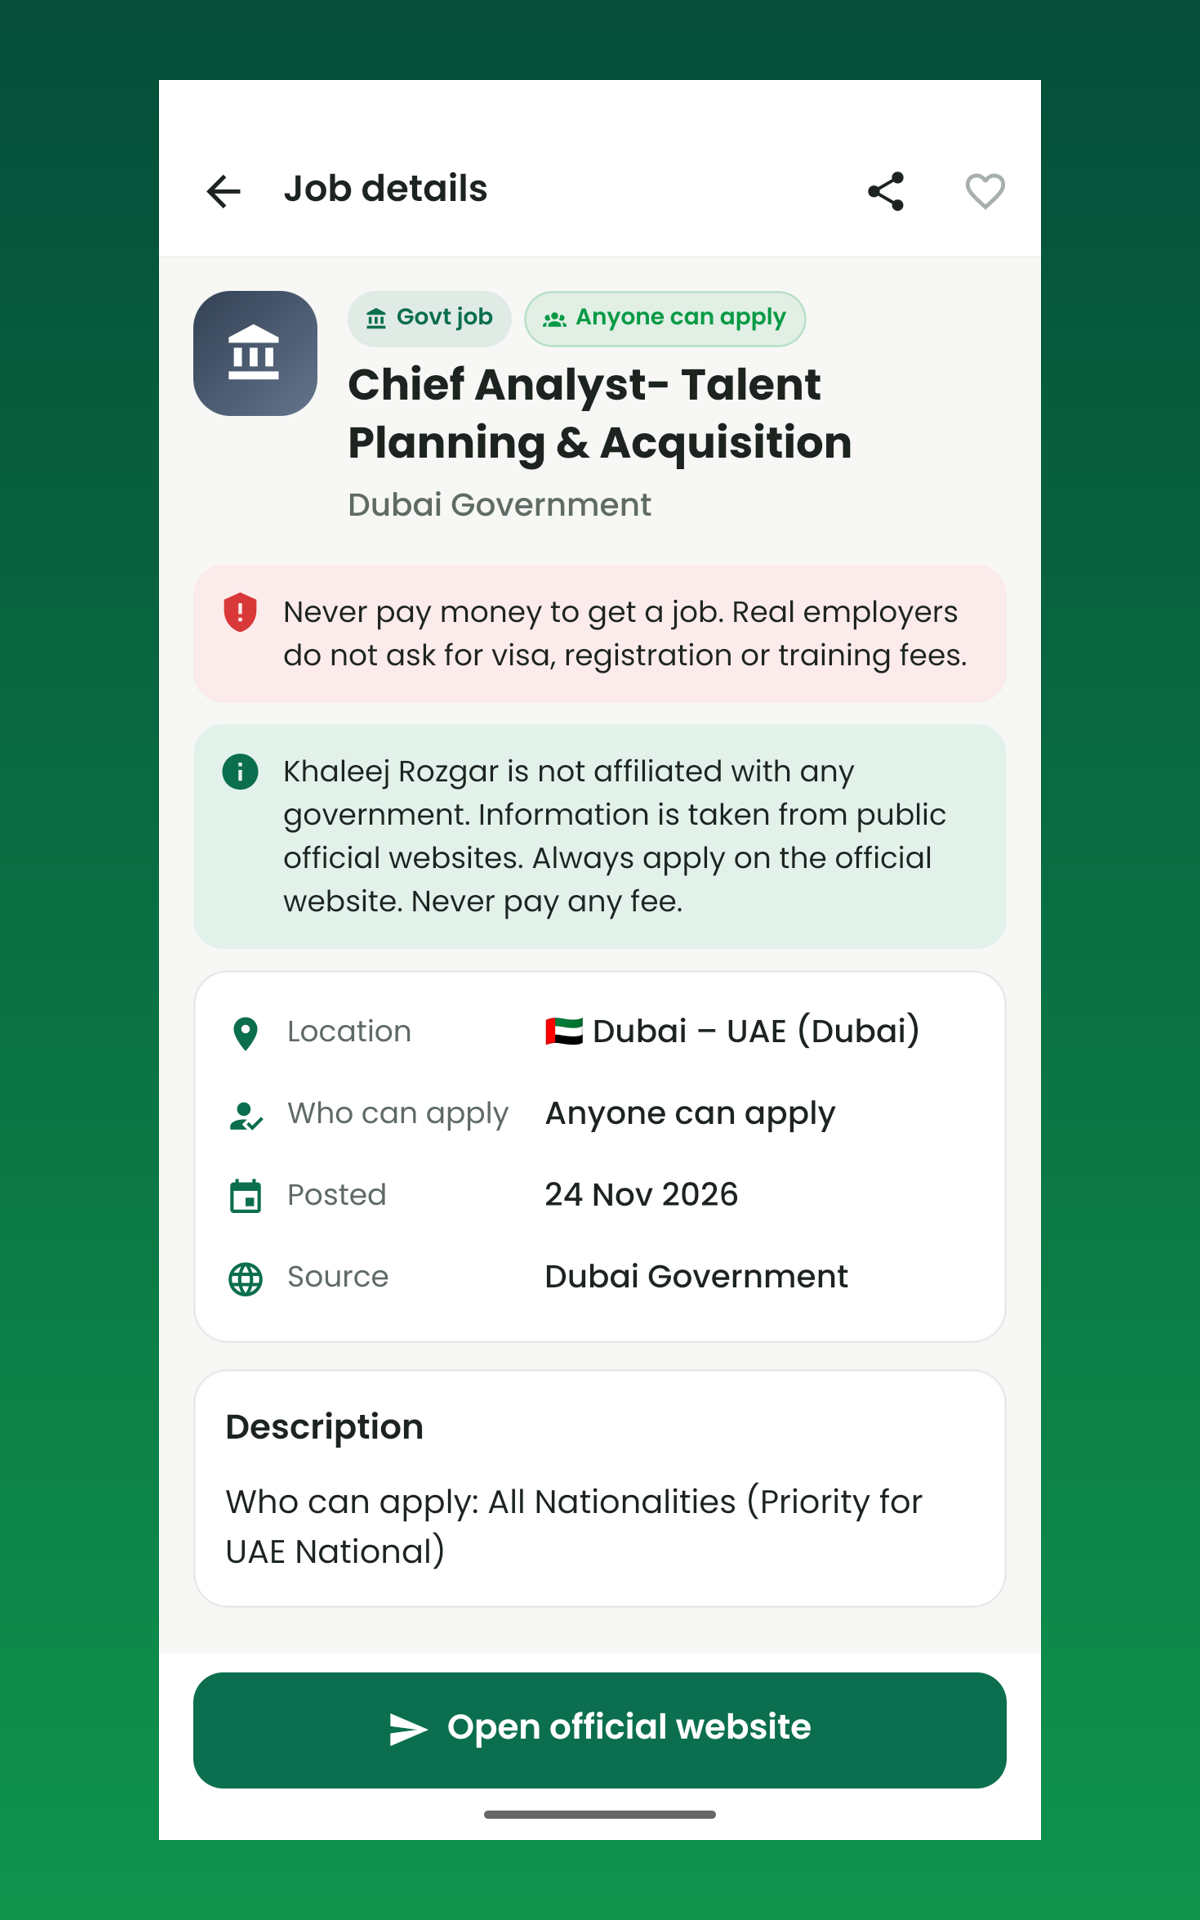 Job details
Govt job
Anyone can apply
Chief Analyst- Talent
Planning & Acquisition
Dubai Government
Never pay money to get a job. Real employers
do not ask for visa, registration or training fees.
Khaleej Rozgar is not affiliated with any
government. Information is taken from public
official websites. Always apply on the official
website. Never pay any fee.
Location
Dubai – UAE (Dubai)
Who can apply
Anyone can apply
Posted
24 Nov 2026
Source
Dubai Government
Description
Who can apply: All Nationalities (Priority for
UAE National)
Open official website